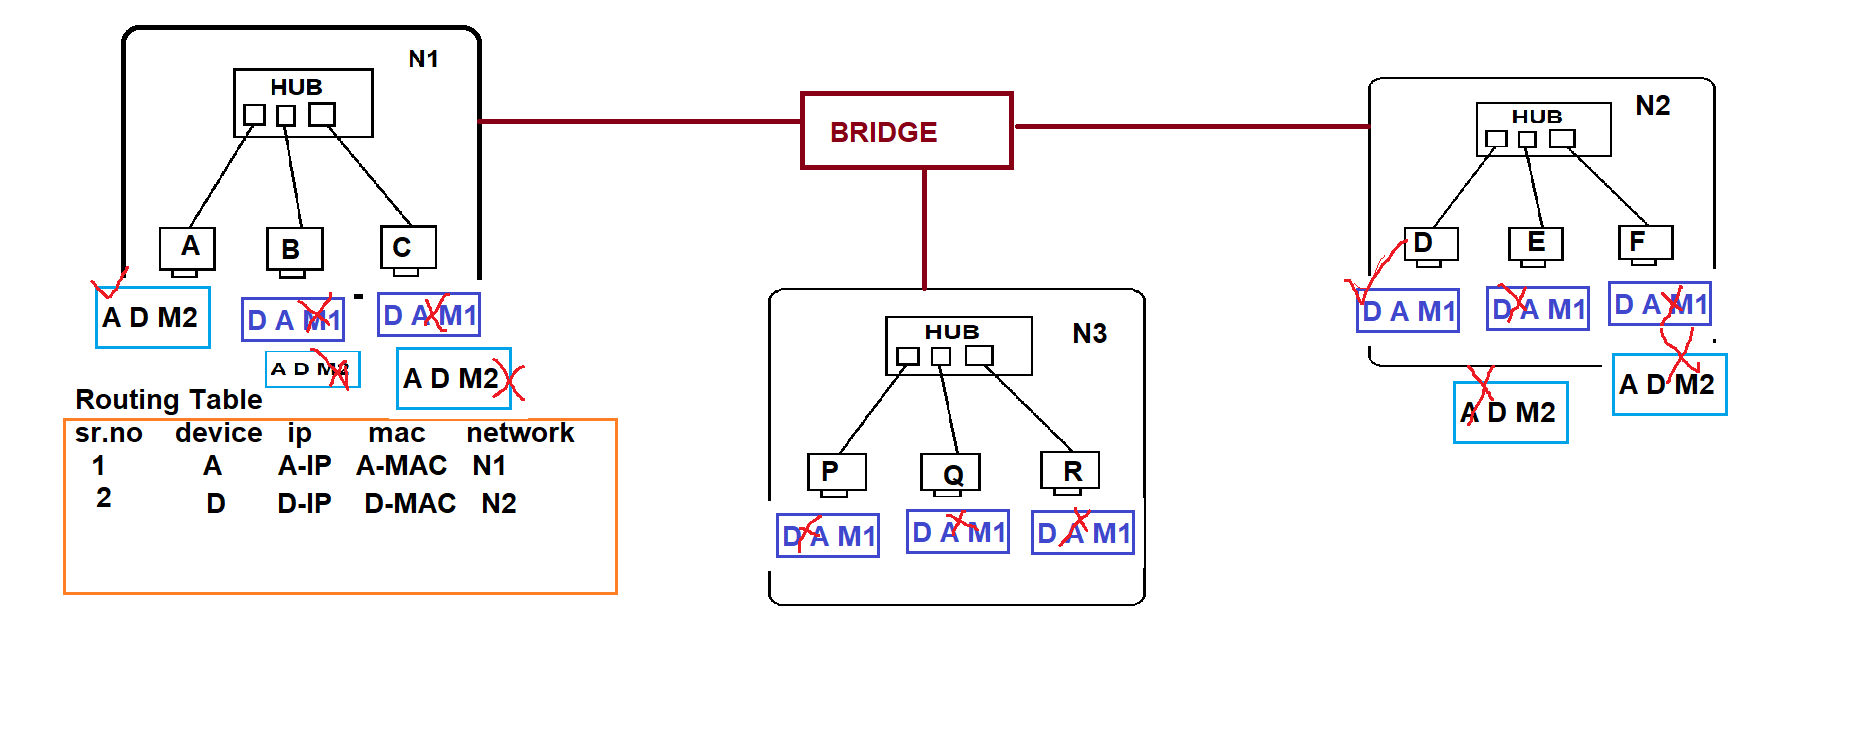 N1
HUB
A
B
C
A D M2
D A M1
D A M1
A D M2
A D M2
BRIDGE
N2
HUB
D
E
F
D A M1
D A M1
D A M1
A D M2
A D M2
N3
HUB
P
Q
R
D A M1
D A M1
D A M1
Routing Table
sr.no device ip mac network
1 A A-IP A-MAC N1
2 D D-IP D-MAC N2